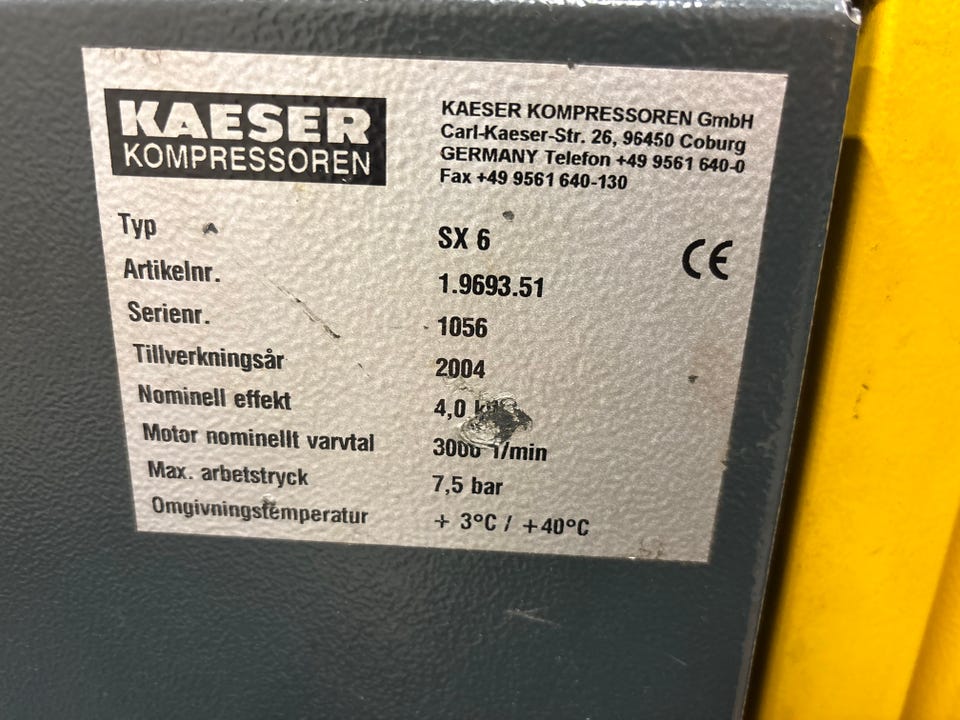 KAESER
KOMPRESSOREN
KAESER KOMPRESSOREN GmbH
Carl-Kaeser-Str. 26, 96450 Coburg
GERMANY Telefon +49 9561 640-0
Fax +49 9561 640-130
Typ SX 6
CE
Artikelnr. 1.9693.51
Serienr. 1056
Tillverkningsår 2004
Nominell effekt 4,0
Motor nominellt varvtal 3000 1/min
Max. arbetstryck 7,5 bar
Omgivningstemperatur + 3°C / +40°C